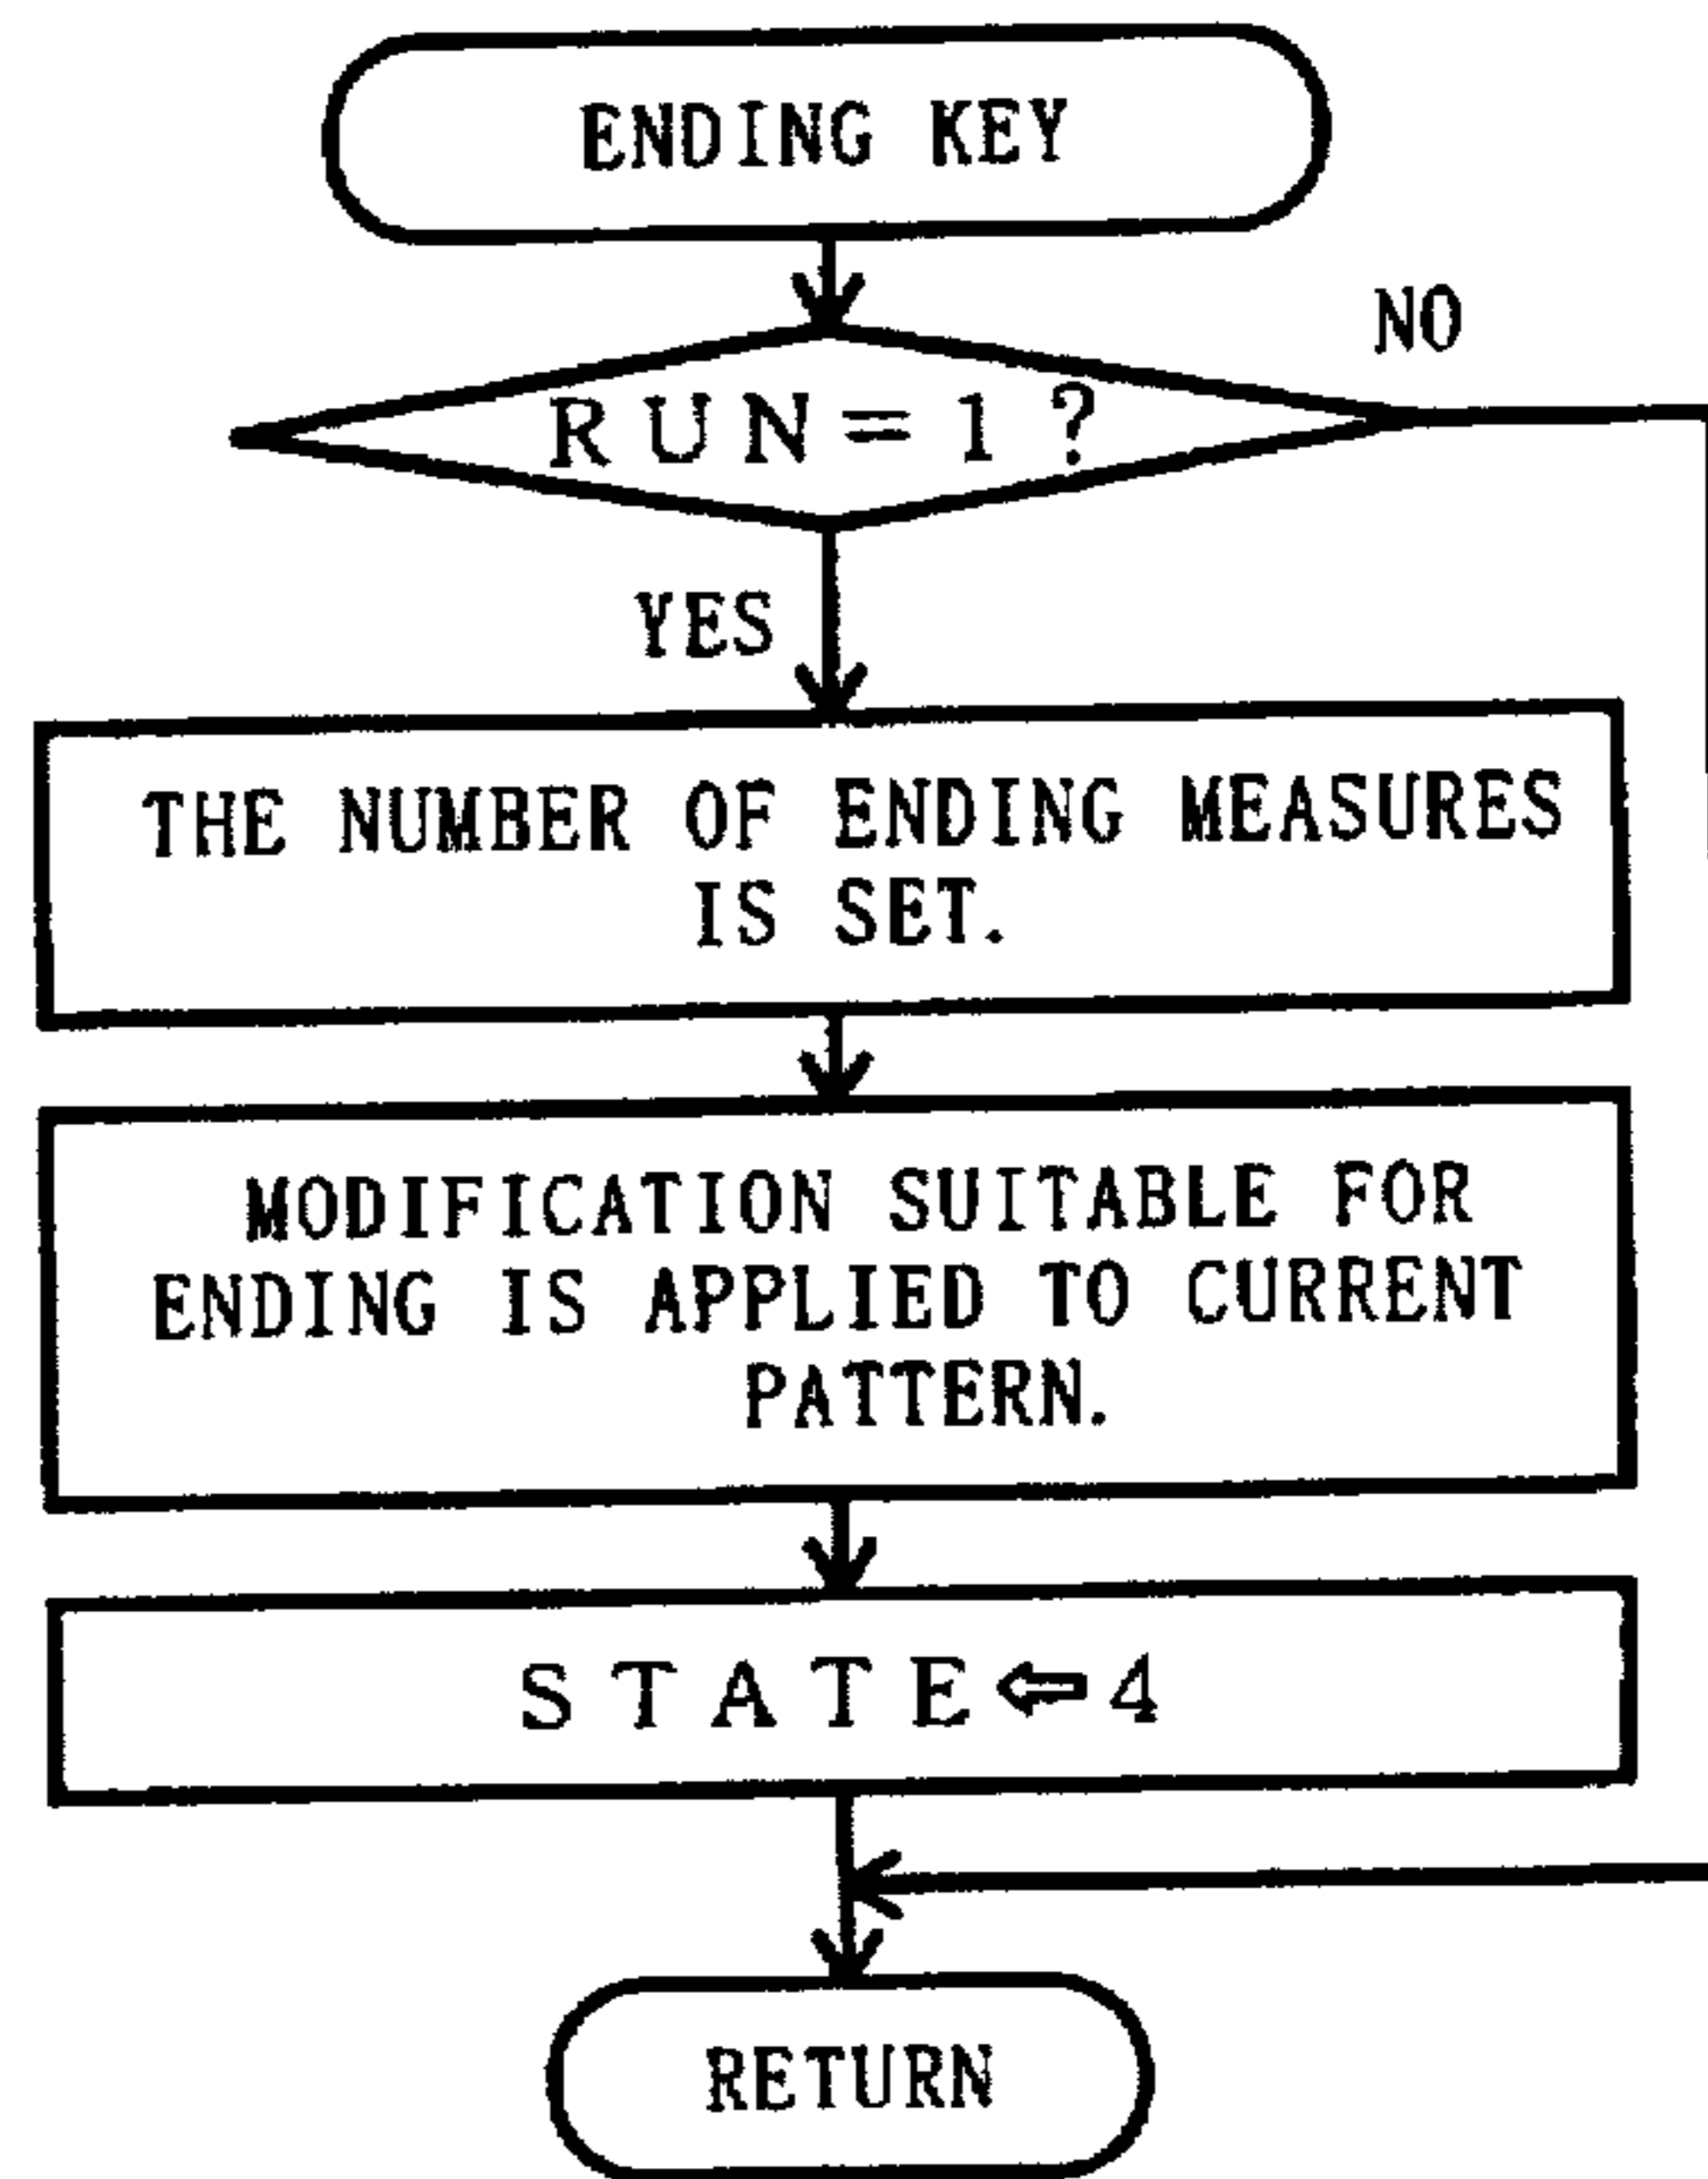 ENDING KEY
NO
RUN=1?
YES
THE NUMBER OF ENDING MEASURES
IS SET.
MODIFICATION SUITABLE FOR
ENDING IS APPLIED TO CURRENT
PATTERN.
STATE⇦4
RETURN